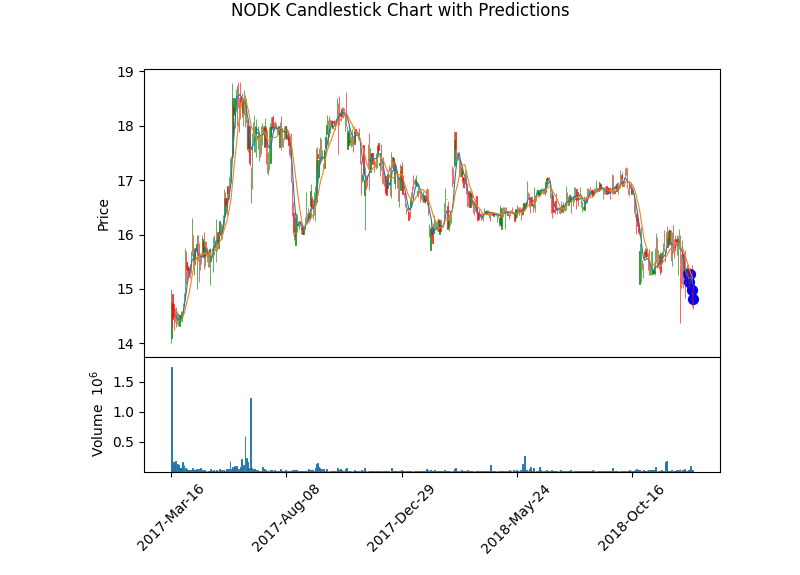 NODK Candlestick Chart with Predictions
19
18
17
16
15
14
Price
1.5
1.0
0.5
Volume 10^6
2017-Mar-16
2017-Aug-08
2017-Dec-29
2018-May-24
2018-Oct-16